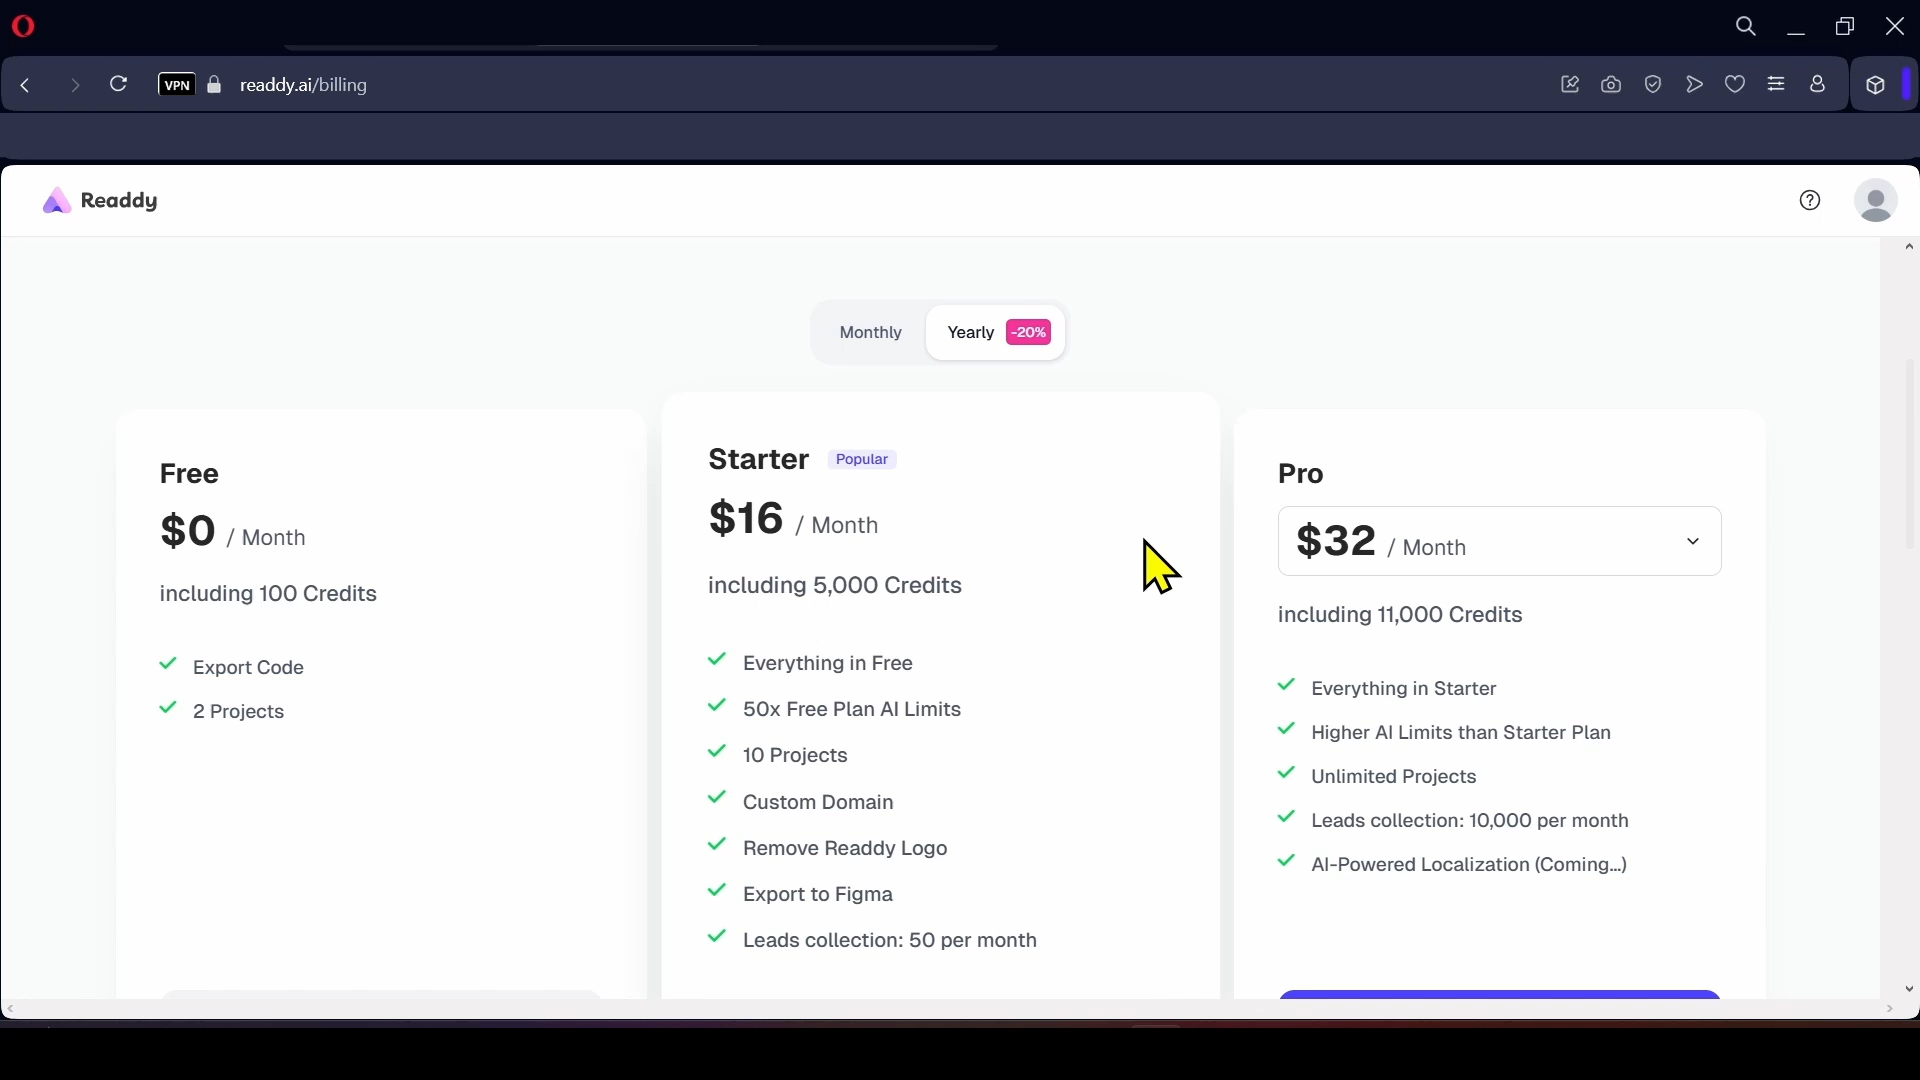 VPN
readdy.ai/billing
Readdy
Monthly
Yearly -20%
Free
$0 / Month
including 100 Credits
Export Code
2 Projects
Starter Popular
$16 / Month
including 5,000 Credits
Everything in Free
50x Free Plan AI Limits
10 Projects
Custom Domain
Remove Readdy Logo
Export to Figma
Leads collection: 50 per month
Pro
$32 / Month
including 11,000 Credits
Everything in Starter
Higher AI Limits than Starter Plan
Unlimited Projects
Leads collection: 10,000 per month
AI-Powered Localization (Coming...)